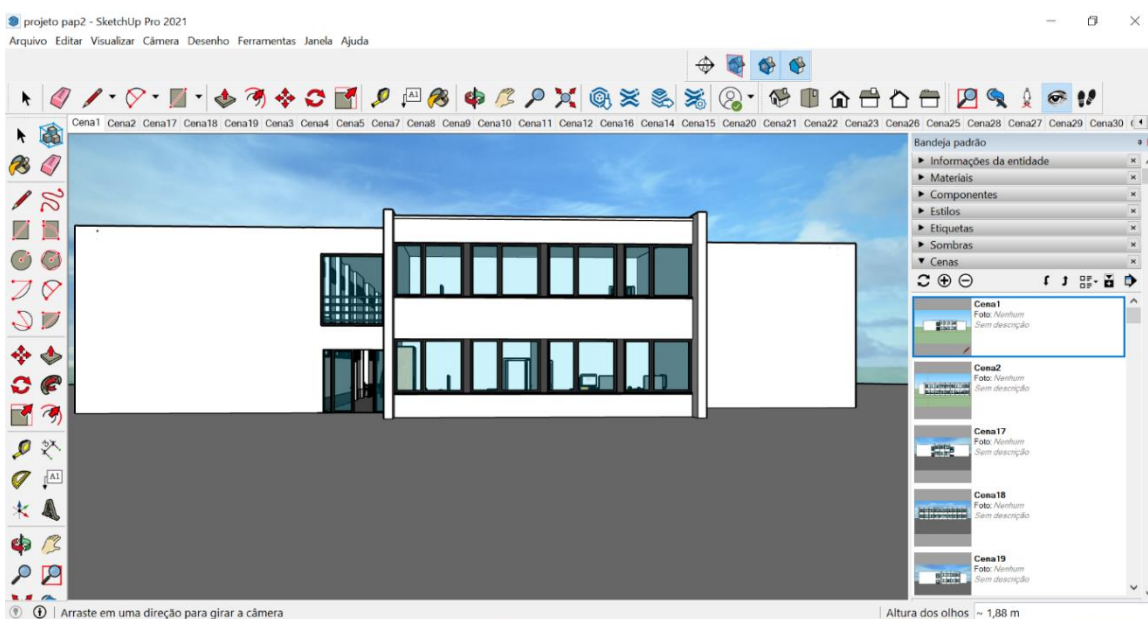 projeto pap2 - SketchUp Pro 2021
Arquivo Editar Visualizar Câmera Desenho Ferramentas Janela Ajuda
A1
Cena1 Cena2 Cena17 Cena18 Cena19 Cena3 Cena4 Cena5 Cena7 Cena8 Cena9 Cena10 Cena11 Cena12 Cena16 Cena14 Cena15 Cena20 Cena21 Cena22 Cena23 Cena26 Cena25 Cena28 Cena27 Cena29 Cena30
Bandeja padrão
Informações da entidade
Materiais
Componentes
Estilos
Etiquetas
Sombras
Cenas
Cena1
Foto: Nenhum
Sem descrição
Cena2
Foto: Nenhum
Sem descrição
Cena17
Foto: Nenhum
Sem descrição
Cena18
Foto: Nenhum
Sem descrição
Cena19
Foto: Nenhum
Sem descrição
A1
Arraste em uma direção para girar a câmera
Altura dos olhos ~ 1,88 m